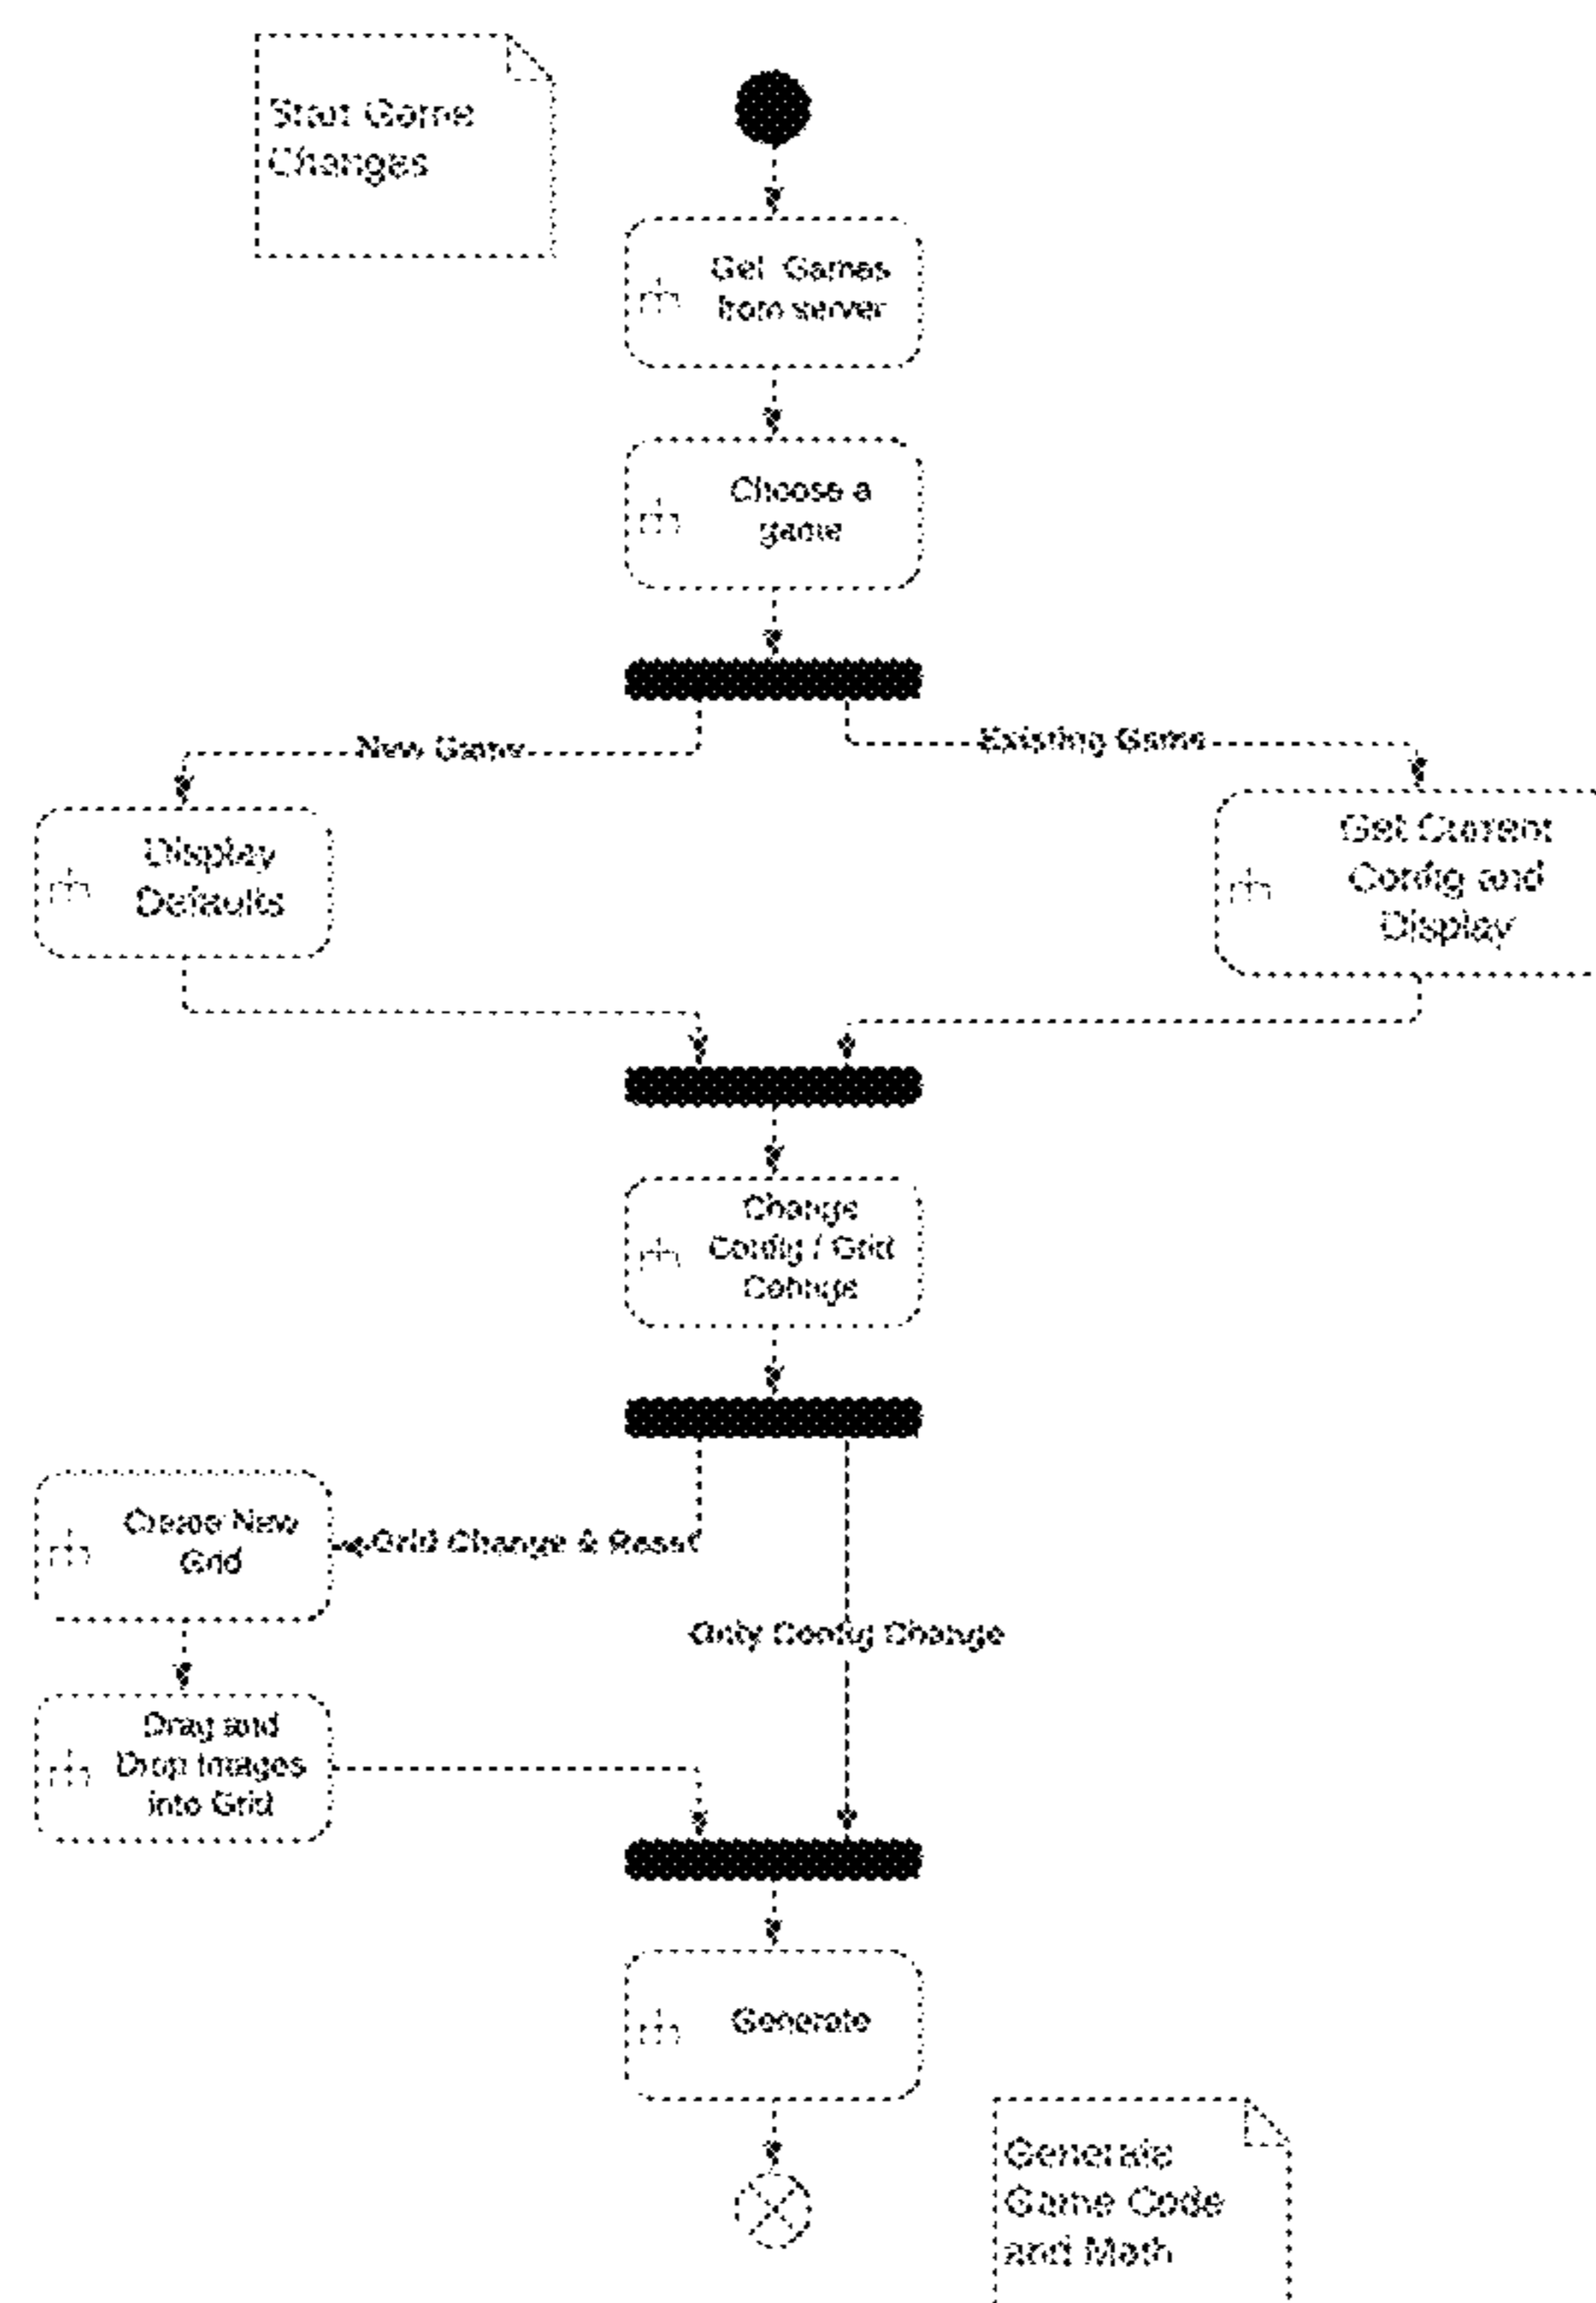 Start Game
Changes
Get Games
from server
Choose a
game
New Game
Existing Game
Display
Defaults
Get Current
Config and
Display
Change
Config / Grid
Cahnge
Create New
Grid
Grid Change & Reset
Only Config Change
Drag and
Drop Images
into Grid
Generate
Generate
Game Code
and Math